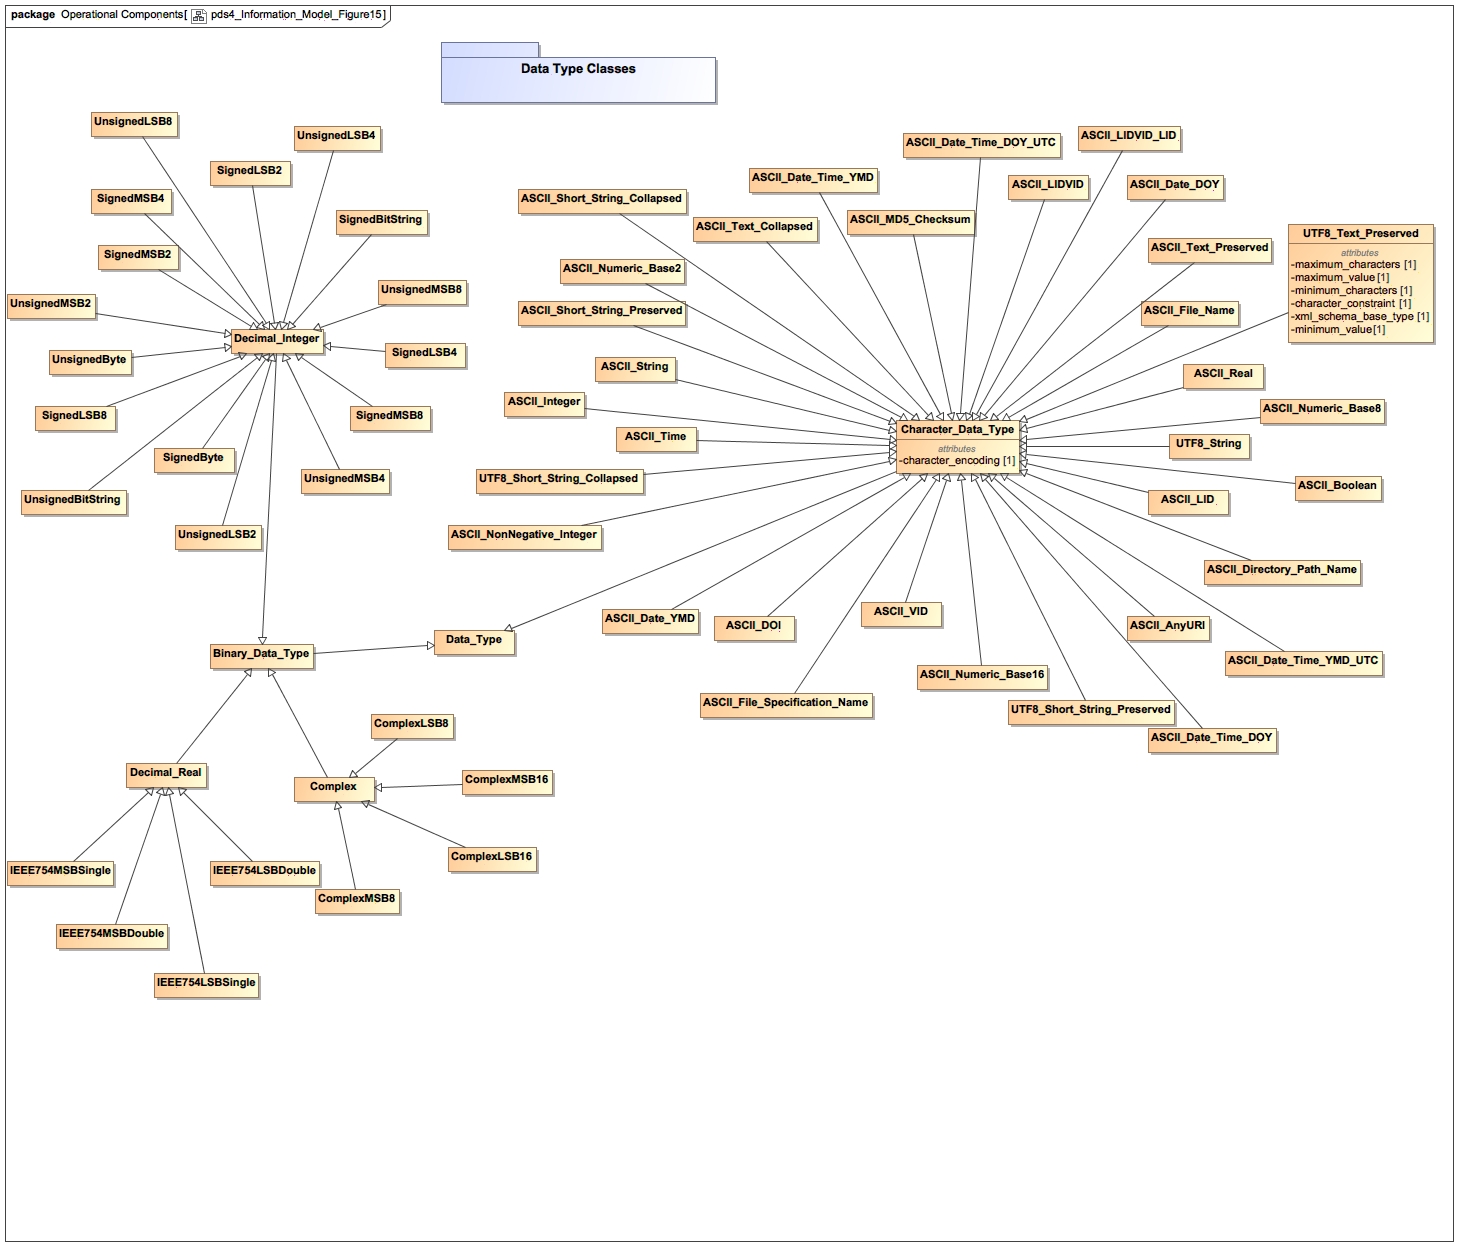 package Operational Components[ pds4_Information_Model_Figure15]
Data Type Classes
UnsignedLSB8
UnsignedLSB4
SignedLSB2
SignedMSB4
SignedBitString
SignedMSB2
UnsignedMSB8
UnsignedMSB2
Decimal_Integer
UnsignedByte
SignedLSB4
SignedLSB8
SignedMSB8
SignedByte
UnsignedMSB4
UnsignedBitString
UnsignedLSB2
ASCII_Date_Time_DOY_UTC
ASCII_LIDVID_LID
ASCII_Date_Time_YMD
ASCII_LIDVID
ASCII_Date_DOY
ASCII_Short_String_Collapsed
ASCII_Text_Collapsed
ASCII_MD5_Checksum
ASCII_Text_Preserved
UTF8_Text_Preserved
attributes
-maximum_characters [1]
-maximum_value [1]
-minimum_characters [1]
-character_constraint [1]
-xml_schema_base_type [1]
-minimum_value[1]
ASCII_Numeric_Base2
ASCII_Short_String_Preserved
ASCII_File_Name
ASCII_String
ASCII_Real
ASCII_Integer
ASCII_Numeric_Base8
Character_Data_Type
attributes
-character_encoding [1]
ASCII_Time
UTF8_String
UTF8_Short_String_Collapsed
ASCII_Boolean
ASCII_LID
ASCII_NonNegative_Integer
ASCII_Directory_Path_Name
ASCII_Date_YMD
ASCII_DOI
ASCII_VID
ASCII_AnyURI
Data_Type
Binary_Data_Type
ASCII_Date_Time_YMD_UTC
ASCII_Numeric_Base16
ASCII_File_Specification_Name
UTF8_Short_String_Preserved
ASCII_Date_Time_DOY
ComplexLSB8
Decimal_Real
Complex
ComplexMSB16
ComplexLSB16
IEEE754MSBSingle
IEEE754LSBDouble
ComplexMSB8
IEEE754MSBDouble
IEEE754LSBSingle